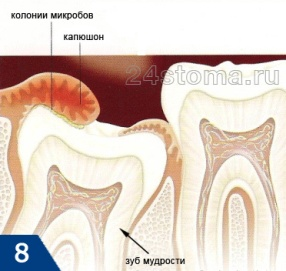 колонии микробов
капюшон
24stoma.ru
зуб мудрости
8